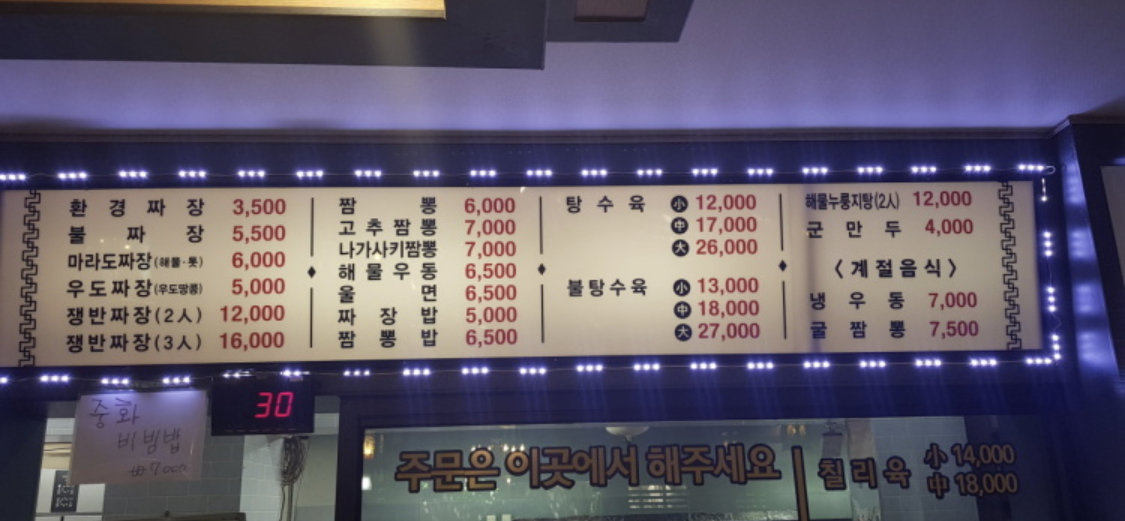 환경짜장 3,500
불짜장 5,500
마라도짜장(해물·톳) 6,000
우도짜장(우도땅콩) 5,000
쟁반짜장(2人) 12,000
쟁반짜장(3人) 16,000
짬뽕 6,000
고추짬뽕 7,000
나가사키짬뽕 7,000
해물우동 6,500
울면 6,500
짜장밥 5,000
짬뽕밥 6,500
탕수육 小 12,000
中 17,000
大 26,000
불탕수육 小 13,000
中 18,000
大 27,000
해물누룽지탕(2人) 12,000
군만두 4,000
<계절음식>
냉우동 7,000
굴짬뽕 7,500
중화
비빔밥
₩7,000
30
주문은 이곳에서 해주세요
칠리육 小 14,000
中 18,000